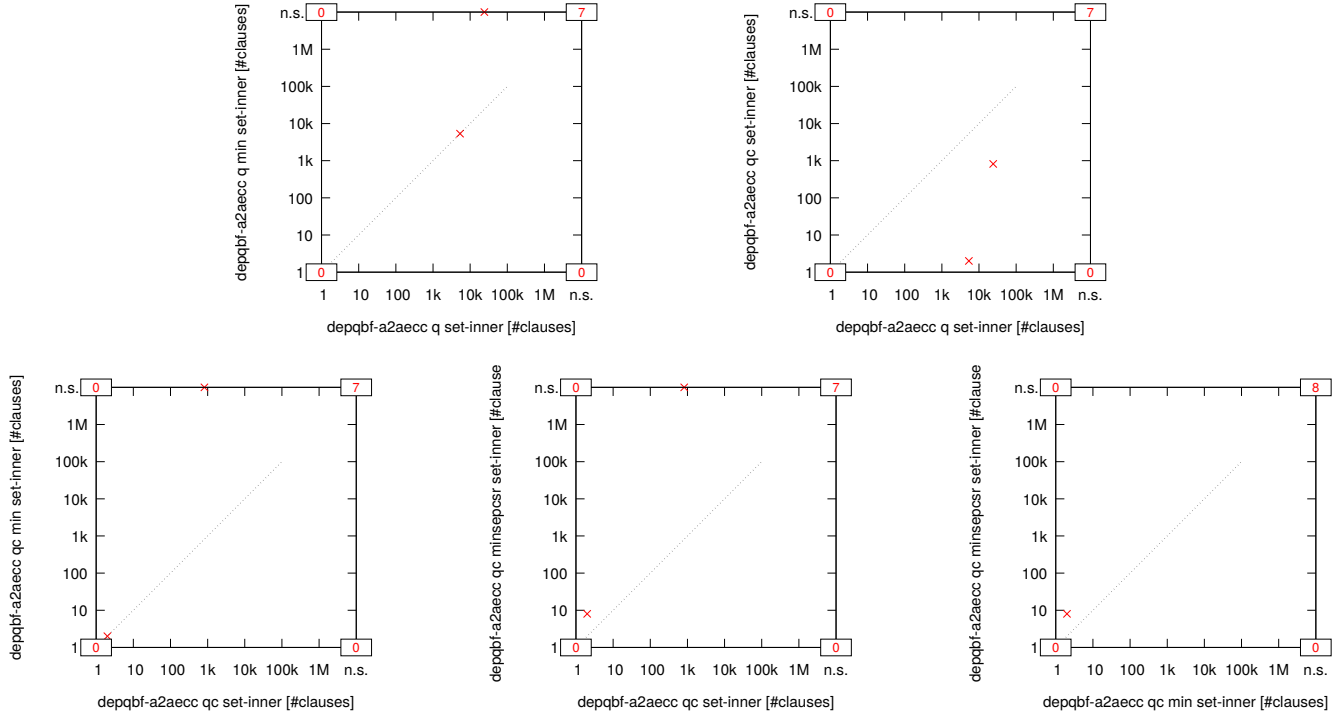 depqbf-a2aecc q min set-inner [#clauses]
n.s. 0 7
1M
100k
10k
1k
100
10
1 0 0
1 10 100 1k 10k 100k 1M n.s.
depqbf-a2aecc q set-inner [#clauses]
depqbf-a2aecc qc set-inner [#clauses]
n.s. 0 7
1M
100k
10k
1k
100
10
1 0 0
1 10 100 1k 10k 100k 1M n.s.
depqbf-a2aecc q set-inner [#clauses]
depqbf-a2aecc qc min set-inner [#clauses]
n.s. 0 7
1M
100k
10k
1k
100
10
1 0 0
1 10 100 1k 10k 100k 1M n.s.
depqbf-a2aecc qc set-inner [#clauses]
depqbf-a2aecc qc minsepcsr set-inner [#clause
n.s. 0 7
1M
100k
10k
1k
100
10
1 0 0
1 10 100 1k 10k 100k 1M n.s.
depqbf-a2aecc qc set-inner [#clauses]
depqbf-a2aecc qc minsepcsr set-inner [#clause
n.s. 0 8
1M
100k
10k
1k
100
10
1 0 0
1 10 100 1k 10k 100k 1M n.s.
depqbf-a2aecc qc min set-inner [#clauses]